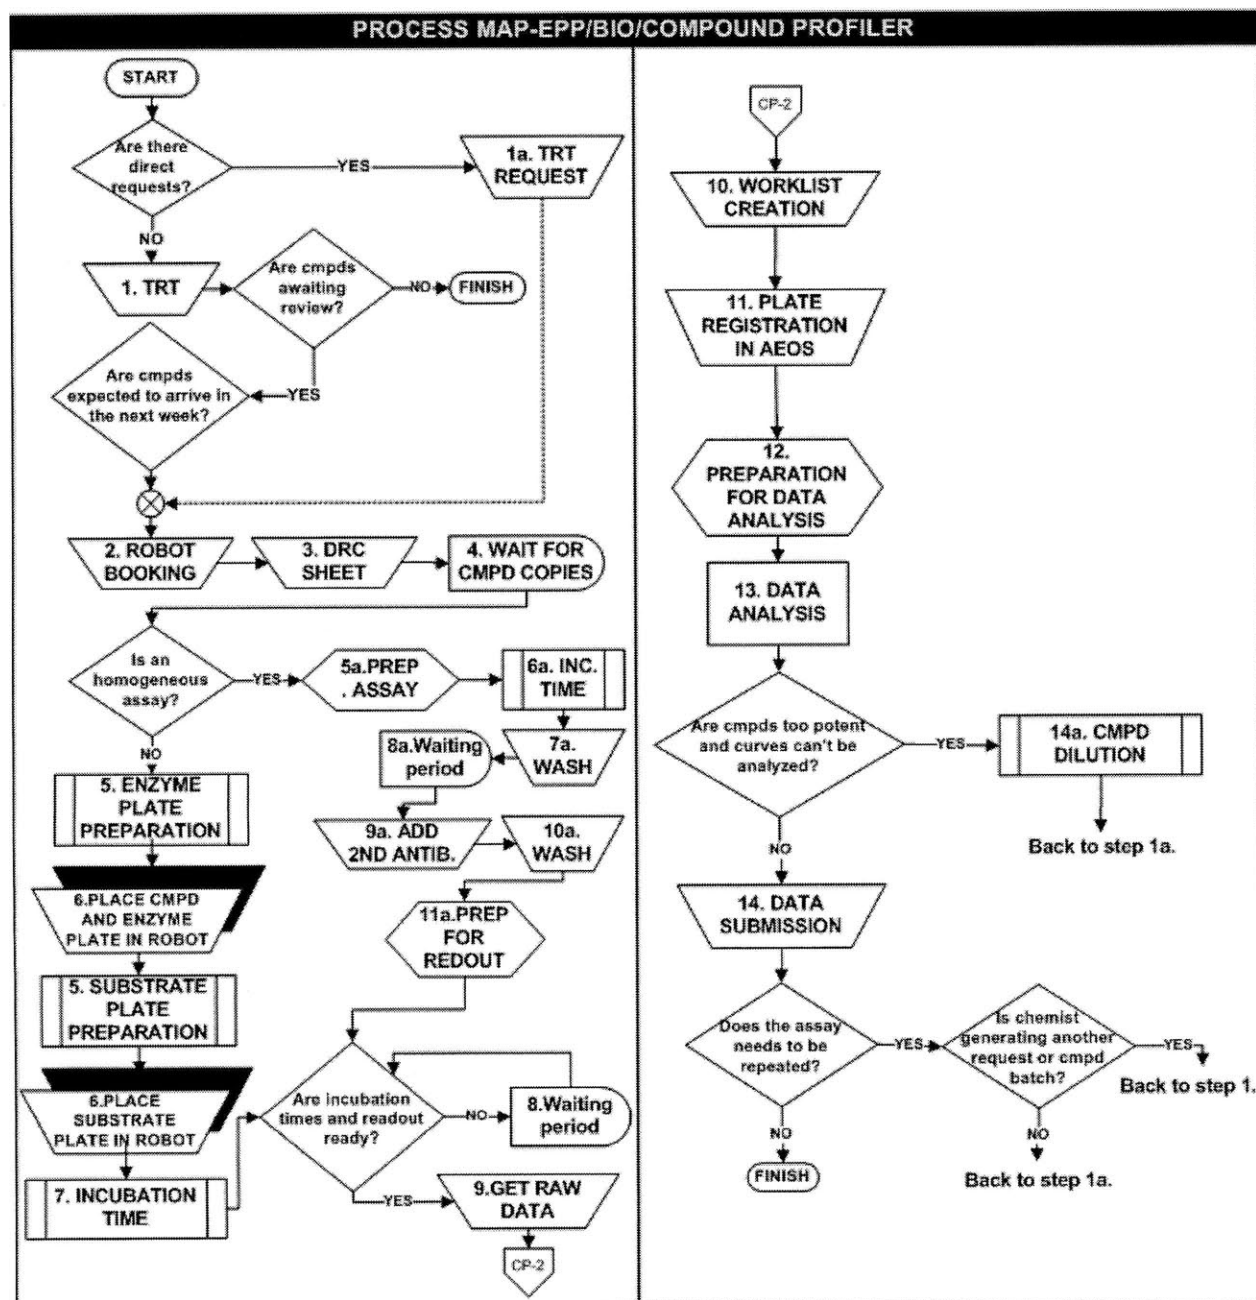 PROCESS MAP-EPP/BIO/COMPOUND PROFILER
START
Are there
direct
requests?
YES
1a. TRT
REQUEST
NO
1. TRT
Are cmpds
awaiting
review?
NO
FINISH
YES
Are cmpds
expected to arrive in
the next week?
2. ROBOT
BOOKING
3. DRC
SHEET
4. WAIT FOR
CMPD COPIES
Is an
homogeneous
assay?
YES
5a.PREP
. ASSAY
6a. INC.
TIME
7a.
WASH
8a.Waiting
period
9a. ADD
2ND ANTIB.
10a.
WASH
11a.PREP
FOR
REDOUT
NO
5. ENZYME
PLATE
PREPARATION
6.PLACE CMPD
AND ENZYME
PLATE IN ROBOT
5. SUBSTRATE
PLATE
PREPARATION
6.PLACE
SUBSTRATE
PLATE IN ROBOT
7. INCUBATION
TIME
Are incubation
times and readout
ready?
NO
8.Waiting
period
YES
9.GET RAW
DATA
CP-2
CP-2
10. WORKLIST
CREATION
11. PLATE
REGISTRATION
IN AEOS
12.
PREPARATION
FOR DATA
ANALYSIS
13. DATA
ANALYSIS
Are cmpds too potent
and curves can't be
analyzed?
YES
14a. CMPD
DILUTION
Back to step 1a.
NO
14. DATA
SUBMISSION
Does the assay
needs to be
repeated?
YES
Is chemist
generating another
request or cmpd
batch?
YES
Back to step 1.
NO
Back to step 1a.
NO
FINISH